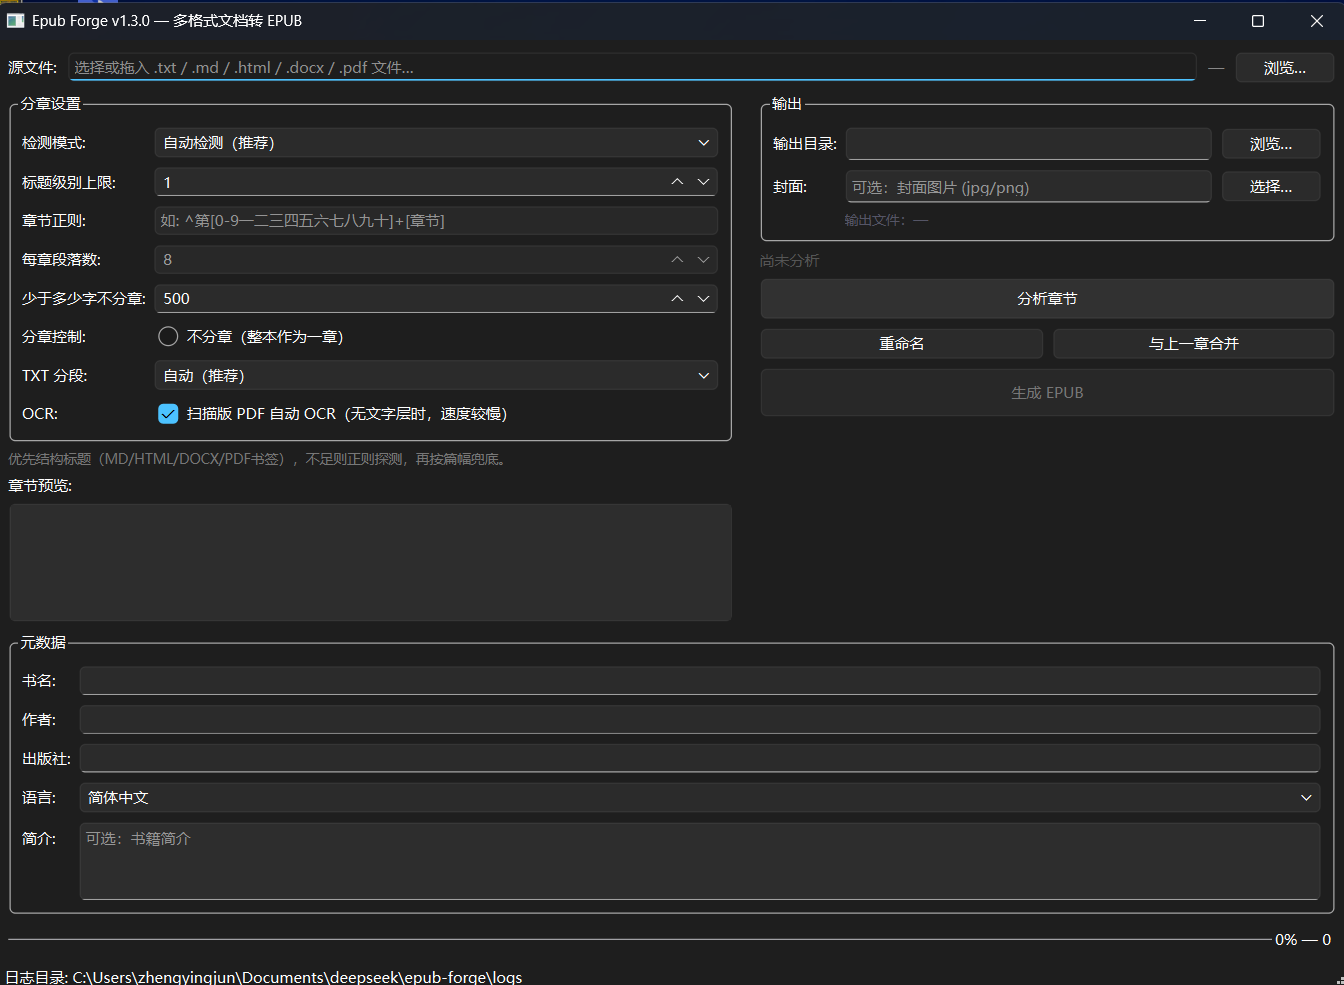 Epub Forge v1.3.0 — 多格式文档转 EPUB
源文件: 选择或拖入 .txt / .md / .html / .docx / .pdf 文件... — 浏览...
分章设置
检测模式: 自动检测（推荐）
标题级别上限: 1
章节正则: 如: ^第[0-9一二三四五六七八九十]+[章节]
每章段落数: 8
少于多少字不分章: 500
分章控制: 不分章（整本作为一章）
TXT 分段: 自动（推荐）
OCR: 扫描版 PDF 自动 OCR（无文字层时，速度较慢）
优先结构标题（MD/HTML/DOCX/PDF书签），不足则正则探测，再按篇幅兜底。
章节预览:
输出
输出目录: 浏览...
封面: 可选：封面图片 (jpg/png) 选择...
输出文件：—
尚未分析
分析章节
重命名 与上一章合并
生成 EPUB
元数据
书名:
作者:
出版社:
语言: 简体中文
简介: 可选：书籍简介
0% — 0
日志目录: C:\Users\zhengyingjun\Documents\deepseek\epub-forge\logs